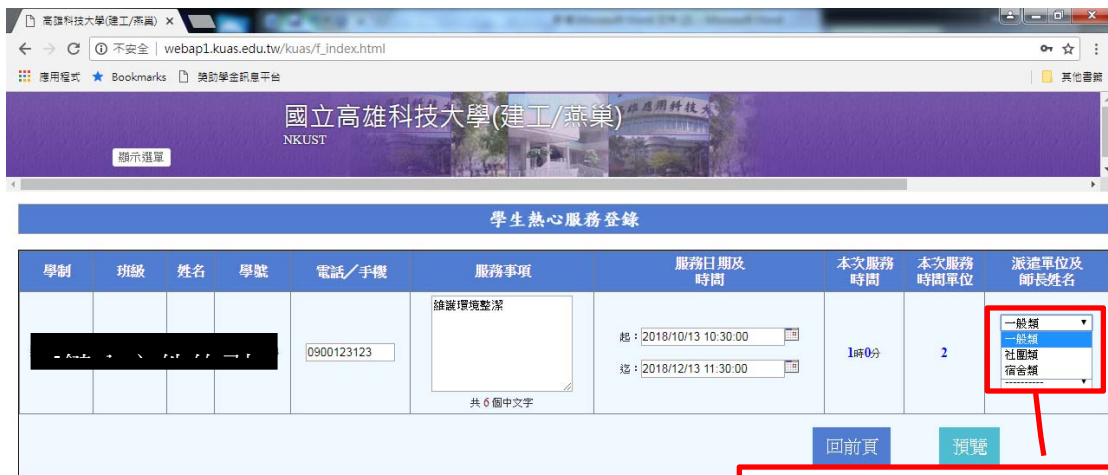 高雄科技大學(建工/燕巢)
不安全 | webap1.kuas.edu.tw/kuas/f_index.html
應用程式 Bookmarks 獎助學金訊息平台 其他書籤
國立高雄科技大學(建工/燕巢)
NKUST
顯示選單
學生熱心服務登錄
學制 班級 姓名 學號 電話／手機 服務事項 服務日期及時間 本次服務時間 本次服務時間單位 派遣單位及師長姓名
維護環境整潔
0900123123
共 6 個中文字
起：2018/10/13 10:30:00
迄：2018/12/13 11:30:00
1時0分
2
一般類
一般類
社團類
宿舍類
----------
回前頁 預覽